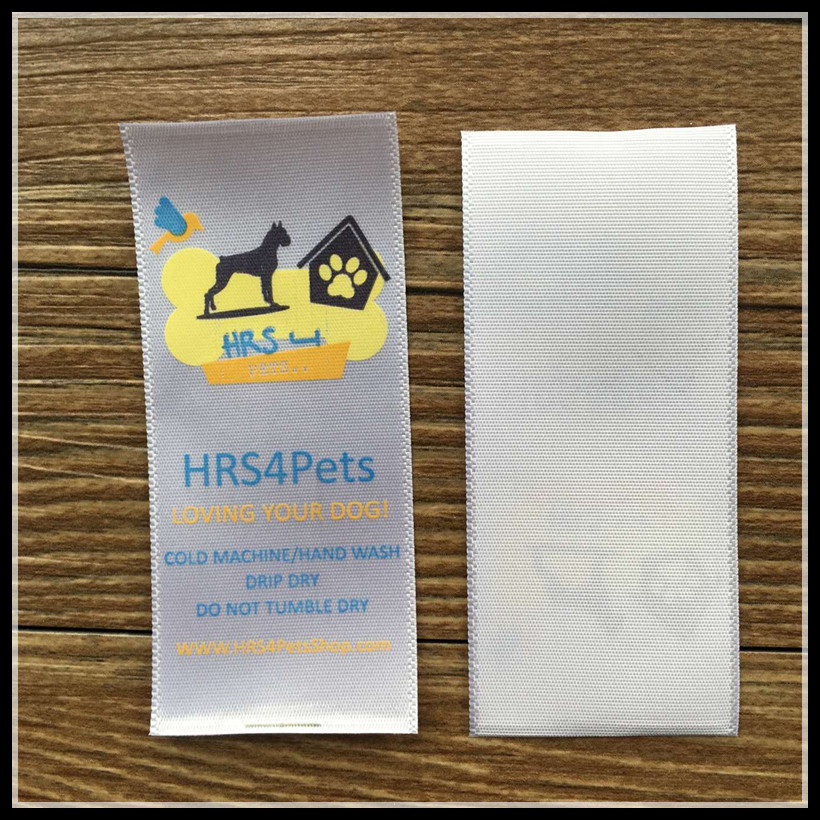 HRS 4
PETS..
HRS4Pets
LOVING YOUR DOG!
COLD MACHINE/HAND WASH
DRIP DRY
DO NOT TUMBLE DRY
WWW.HRS4PetsShop.com